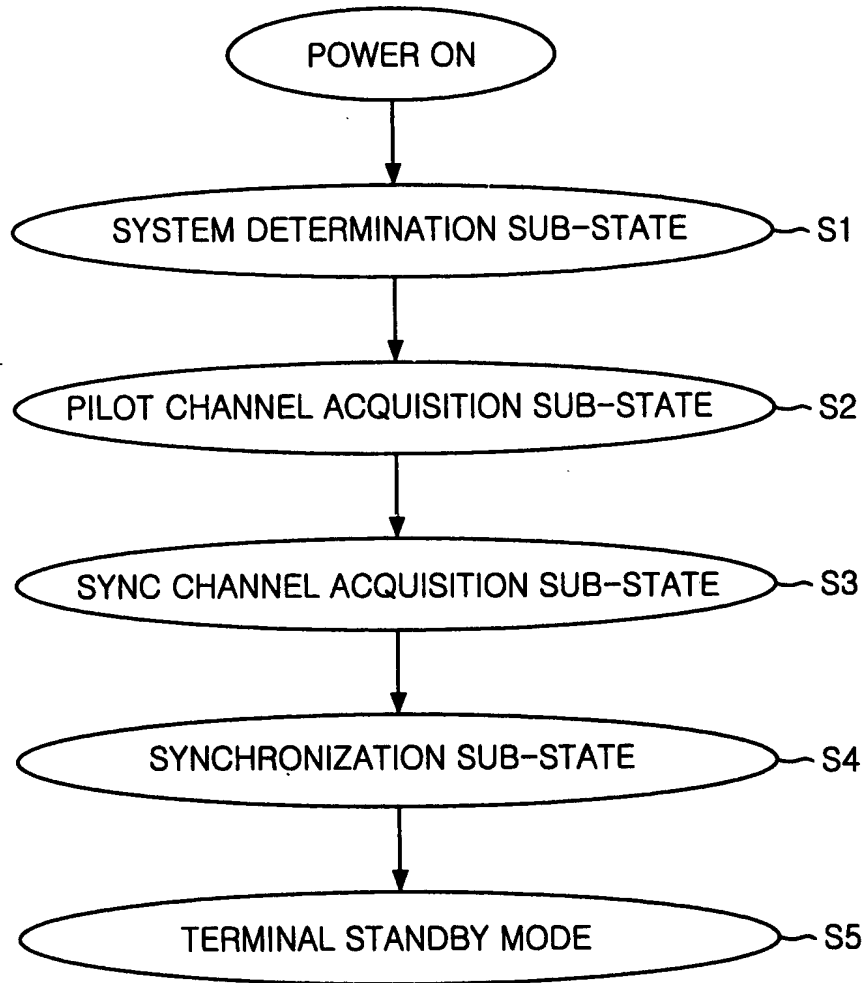 POWER ON
SYSTEM DETERMINATION SUB-STATE S1
PILOT CHANNEL ACQUISITION SUB-STATE S2
SYNC CHANNEL ACQUISITION SUB-STATE S3
SYNCHRONIZATION SUB-STATE S4
TERMINAL STANDBY MODE S5